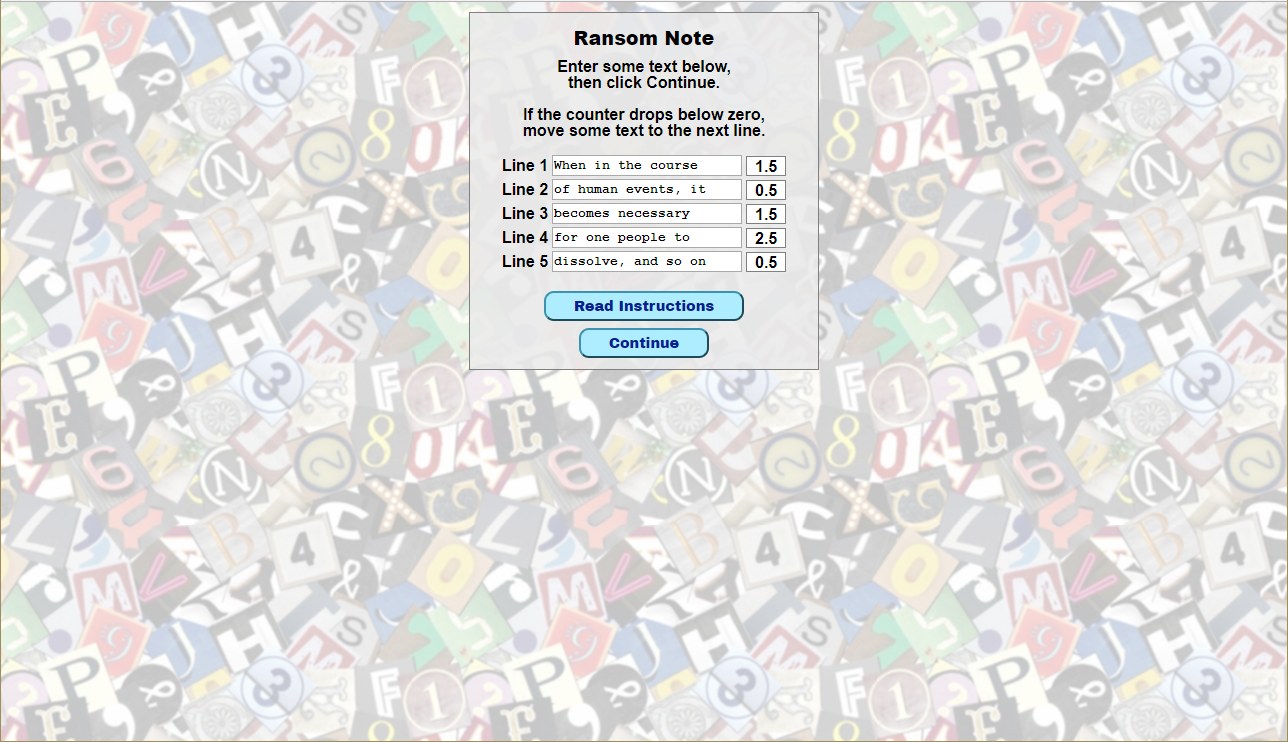 Ransom Note
Enter some text below,
then click Continue.
If the counter drops below zero,
move some text to the next line.
Line 1 When in the course 1.5
Line 2 of human events, it 0.5
Line 3 becomes necessary 1.5
Line 4 for one people to 2.5
Line 5 dissolve, and so on 0.5
Read Instructions
Continue